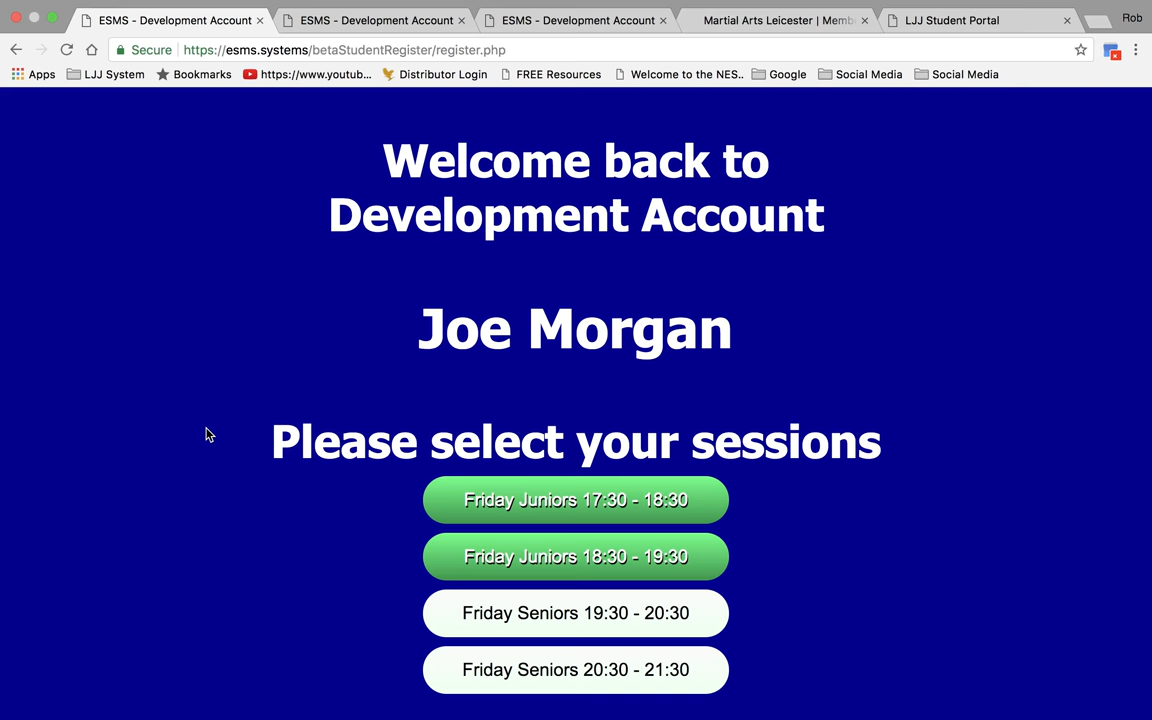 ESMS - Development Account
ESMS - Development Account
ESMS - Development Account
Martial Arts Leicester | Memb
LJJ Student Portal
Rob
Secure
https://esms.systems/betaStudentRegister/register.php
Apps
LJJ System
Bookmarks
https://www.youtub...
Distributor Login
FREE Resources
Welcome to the NES..
Google
Social Media
Social Media
Welcome back to
Development Account
Joe Morgan
Please select your sessions
Friday Juniors 17:30 - 18:30
Friday Juniors 18:30 - 19:30
Friday Seniors 19:30 - 20:30
Friday Seniors 20:30 - 21:30